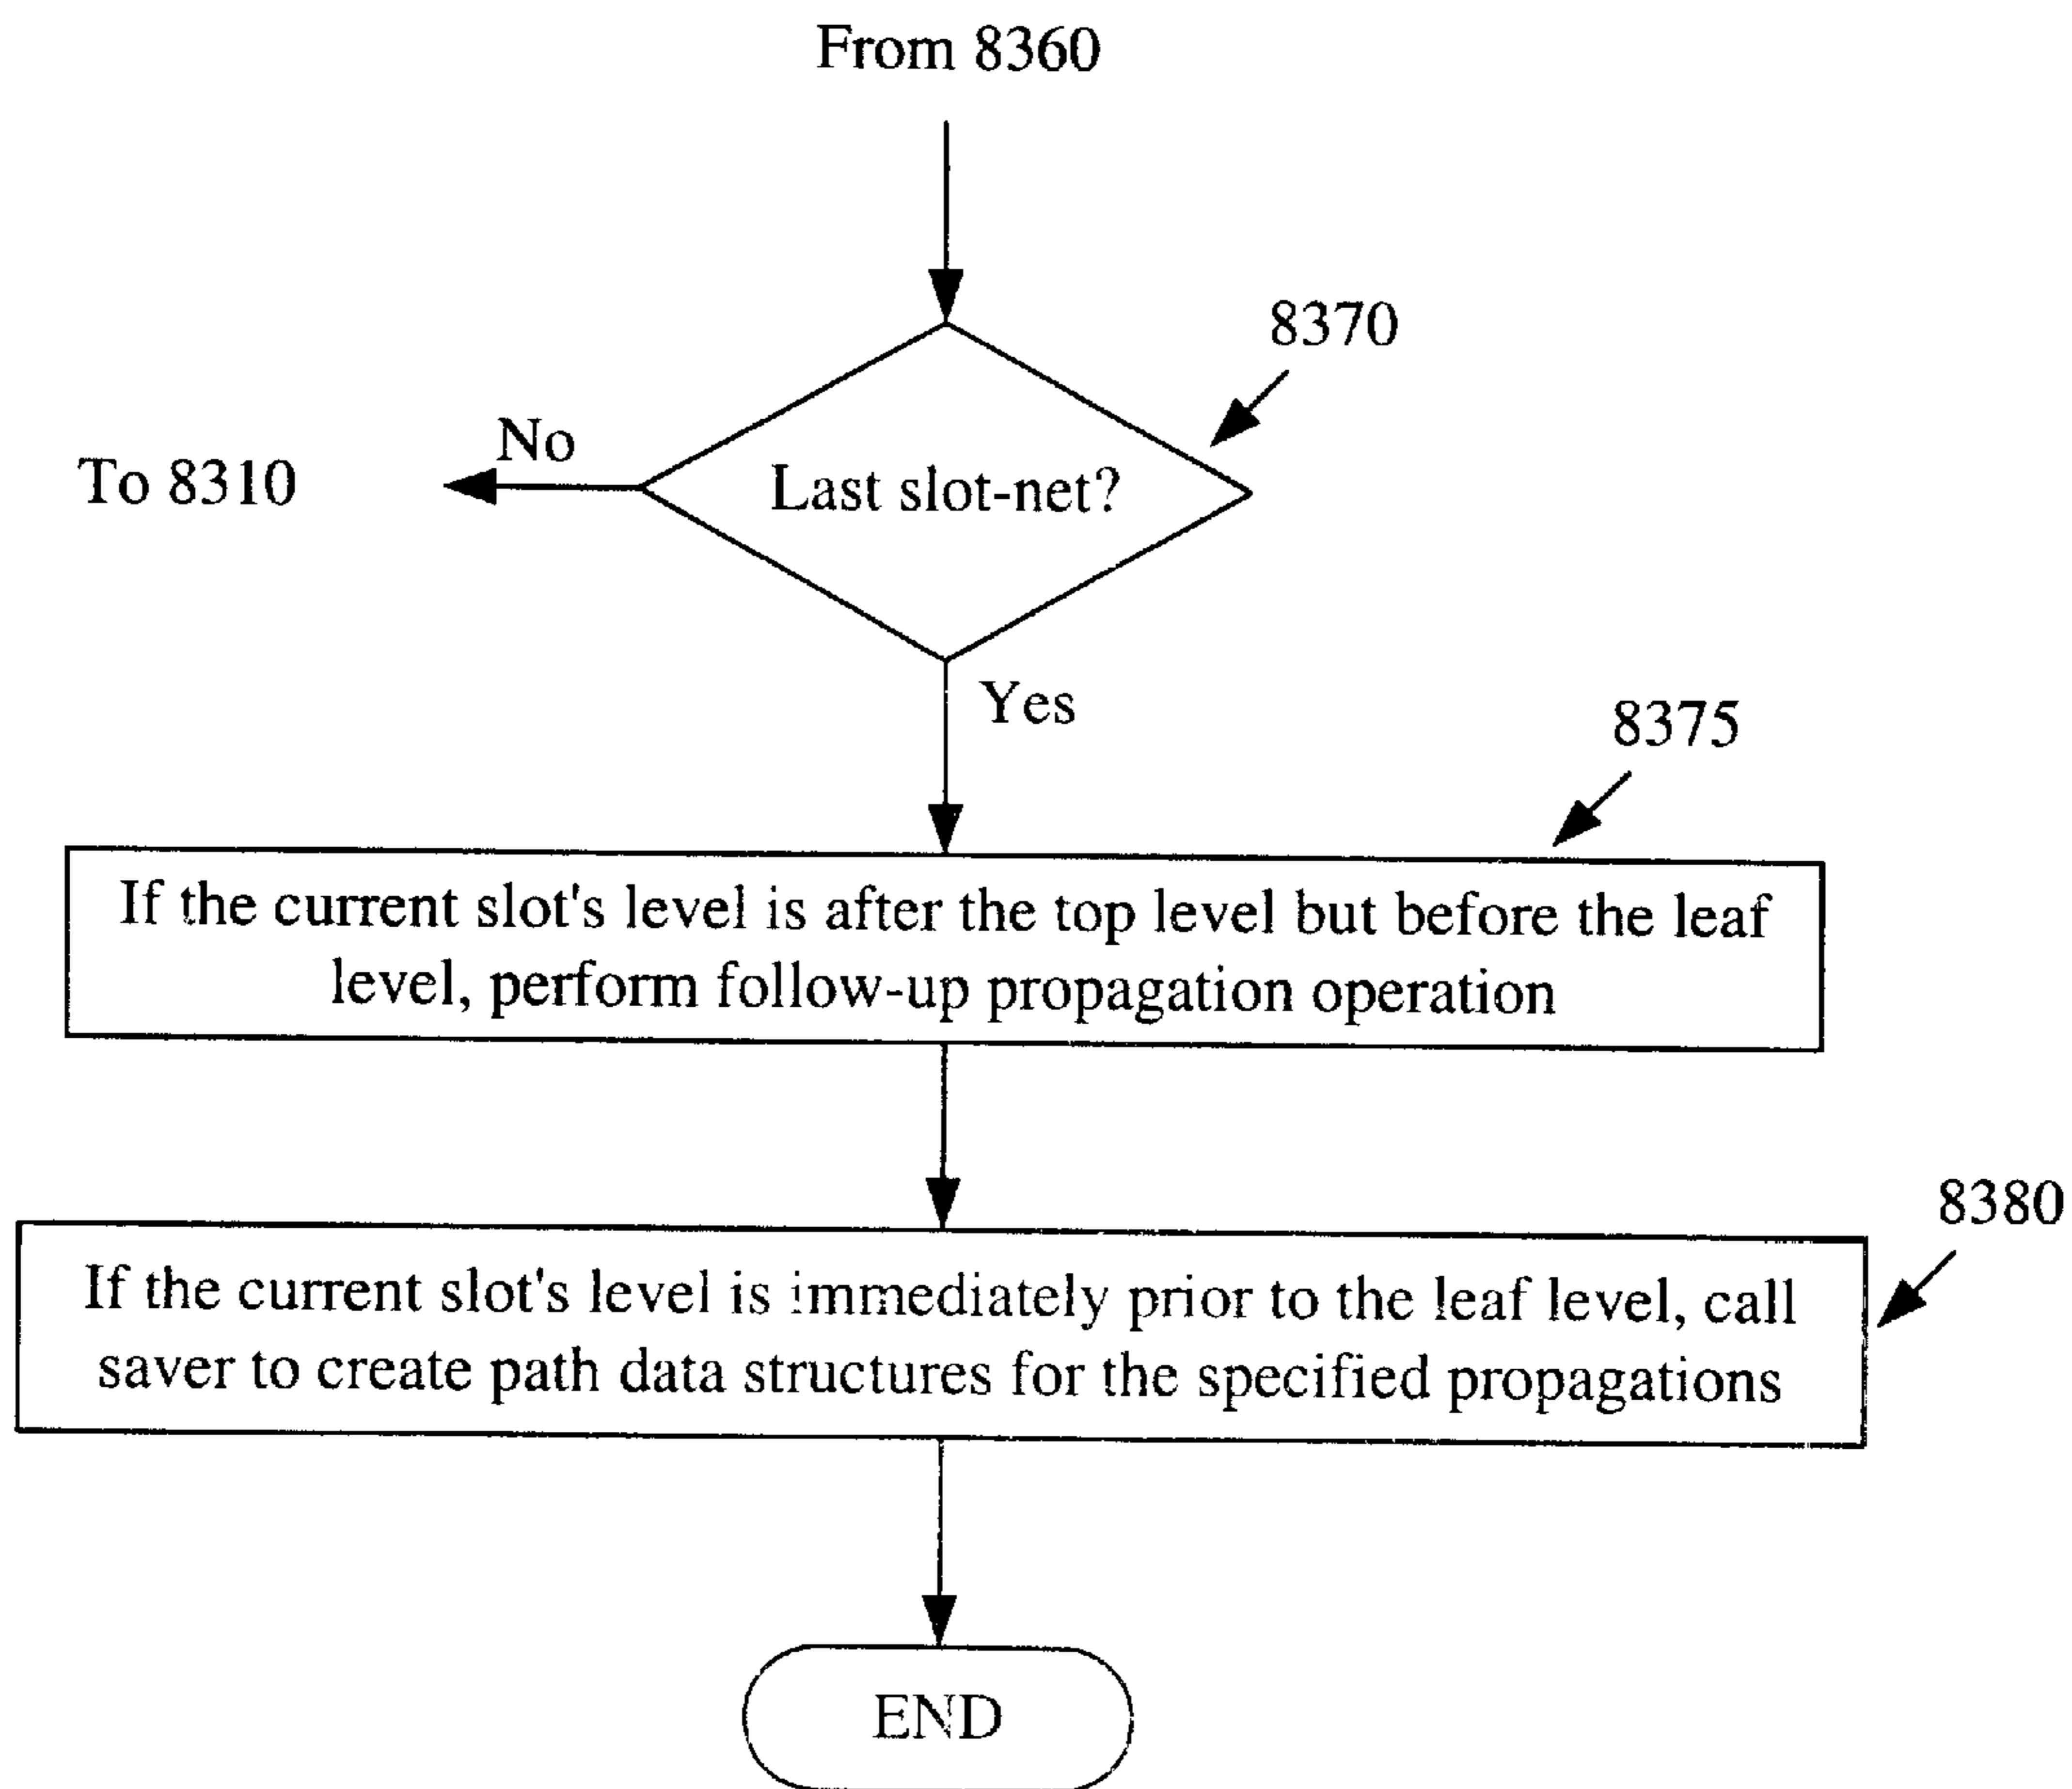 From 8360
8370
No
To 8310
Last slot-net?
Yes
8375
If the current slot's level is after the top level but before the leaf
level, perform follow-up propagation operation
8380
If the current slot's level is immediately prior to the leaf level, call
saver to create path data structures for the specified propagations
END